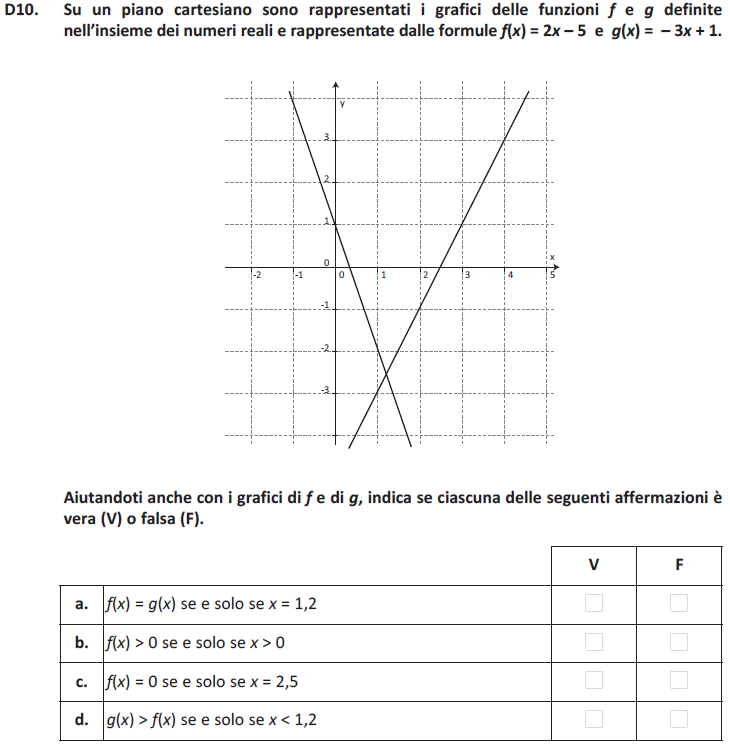 D10. Su un piano cartesiano sono rappresentati i grafici delle funzioni f e g definite
nell'insieme dei numeri reali e rappresentate dalle formule f(x) = 2x – 5 e g(x) = – 3x + 1.
y
3
2
1
x
0
-2 -1 0 1 2 3 4 5
-1
-2
-3
Aiutandoti anche con i grafici di f e di g, indica se ciascuna delle seguenti affermazioni è
vera (V) o falsa (F).
V F
a. f(x) = g(x) se e solo se x = 1,2
b. f(x) > 0 se e solo se x > 0
c. f(x) = 0 se e solo se x = 2,5
d. g(x) > f(x) se e solo se x < 1,2